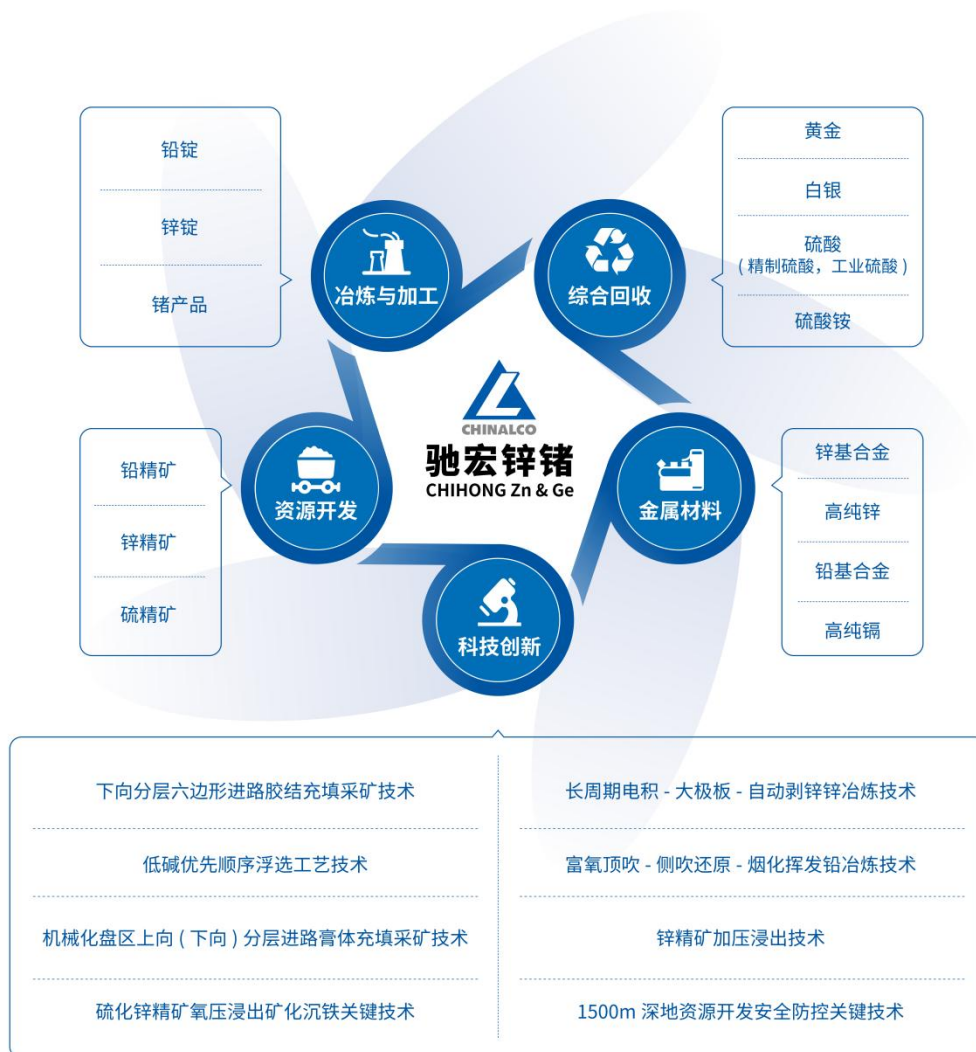 铅锭
锌锭
锗产品
黄金
白银
硫酸
(精制硫酸，工业硫酸)
硫酸铵
冶炼与加工
综合回收
CHINALCO
驰宏锌锗
CHIHONG Zn & Ge
铅精矿
锌精矿
硫精矿
资源开发
金属材料
锌基合金
高纯锌
铅基合金
高纯镉
科技创新
下向分层六边形进路胶结充填采矿技术
长周期电积 - 大极板 - 自动剥锌锌冶炼技术
低碱优先顺序浮选工艺技术
富氧顶吹 - 侧吹还原 - 烟化挥发铅冶炼技术
机械化盘区上向 ( 下向 ) 分层进路膏体充填采矿技术
锌精矿加压浸出技术
硫化锌精矿氧压浸出矿化沉铁关键技术
1500m 深地资源开发安全防控关键技术